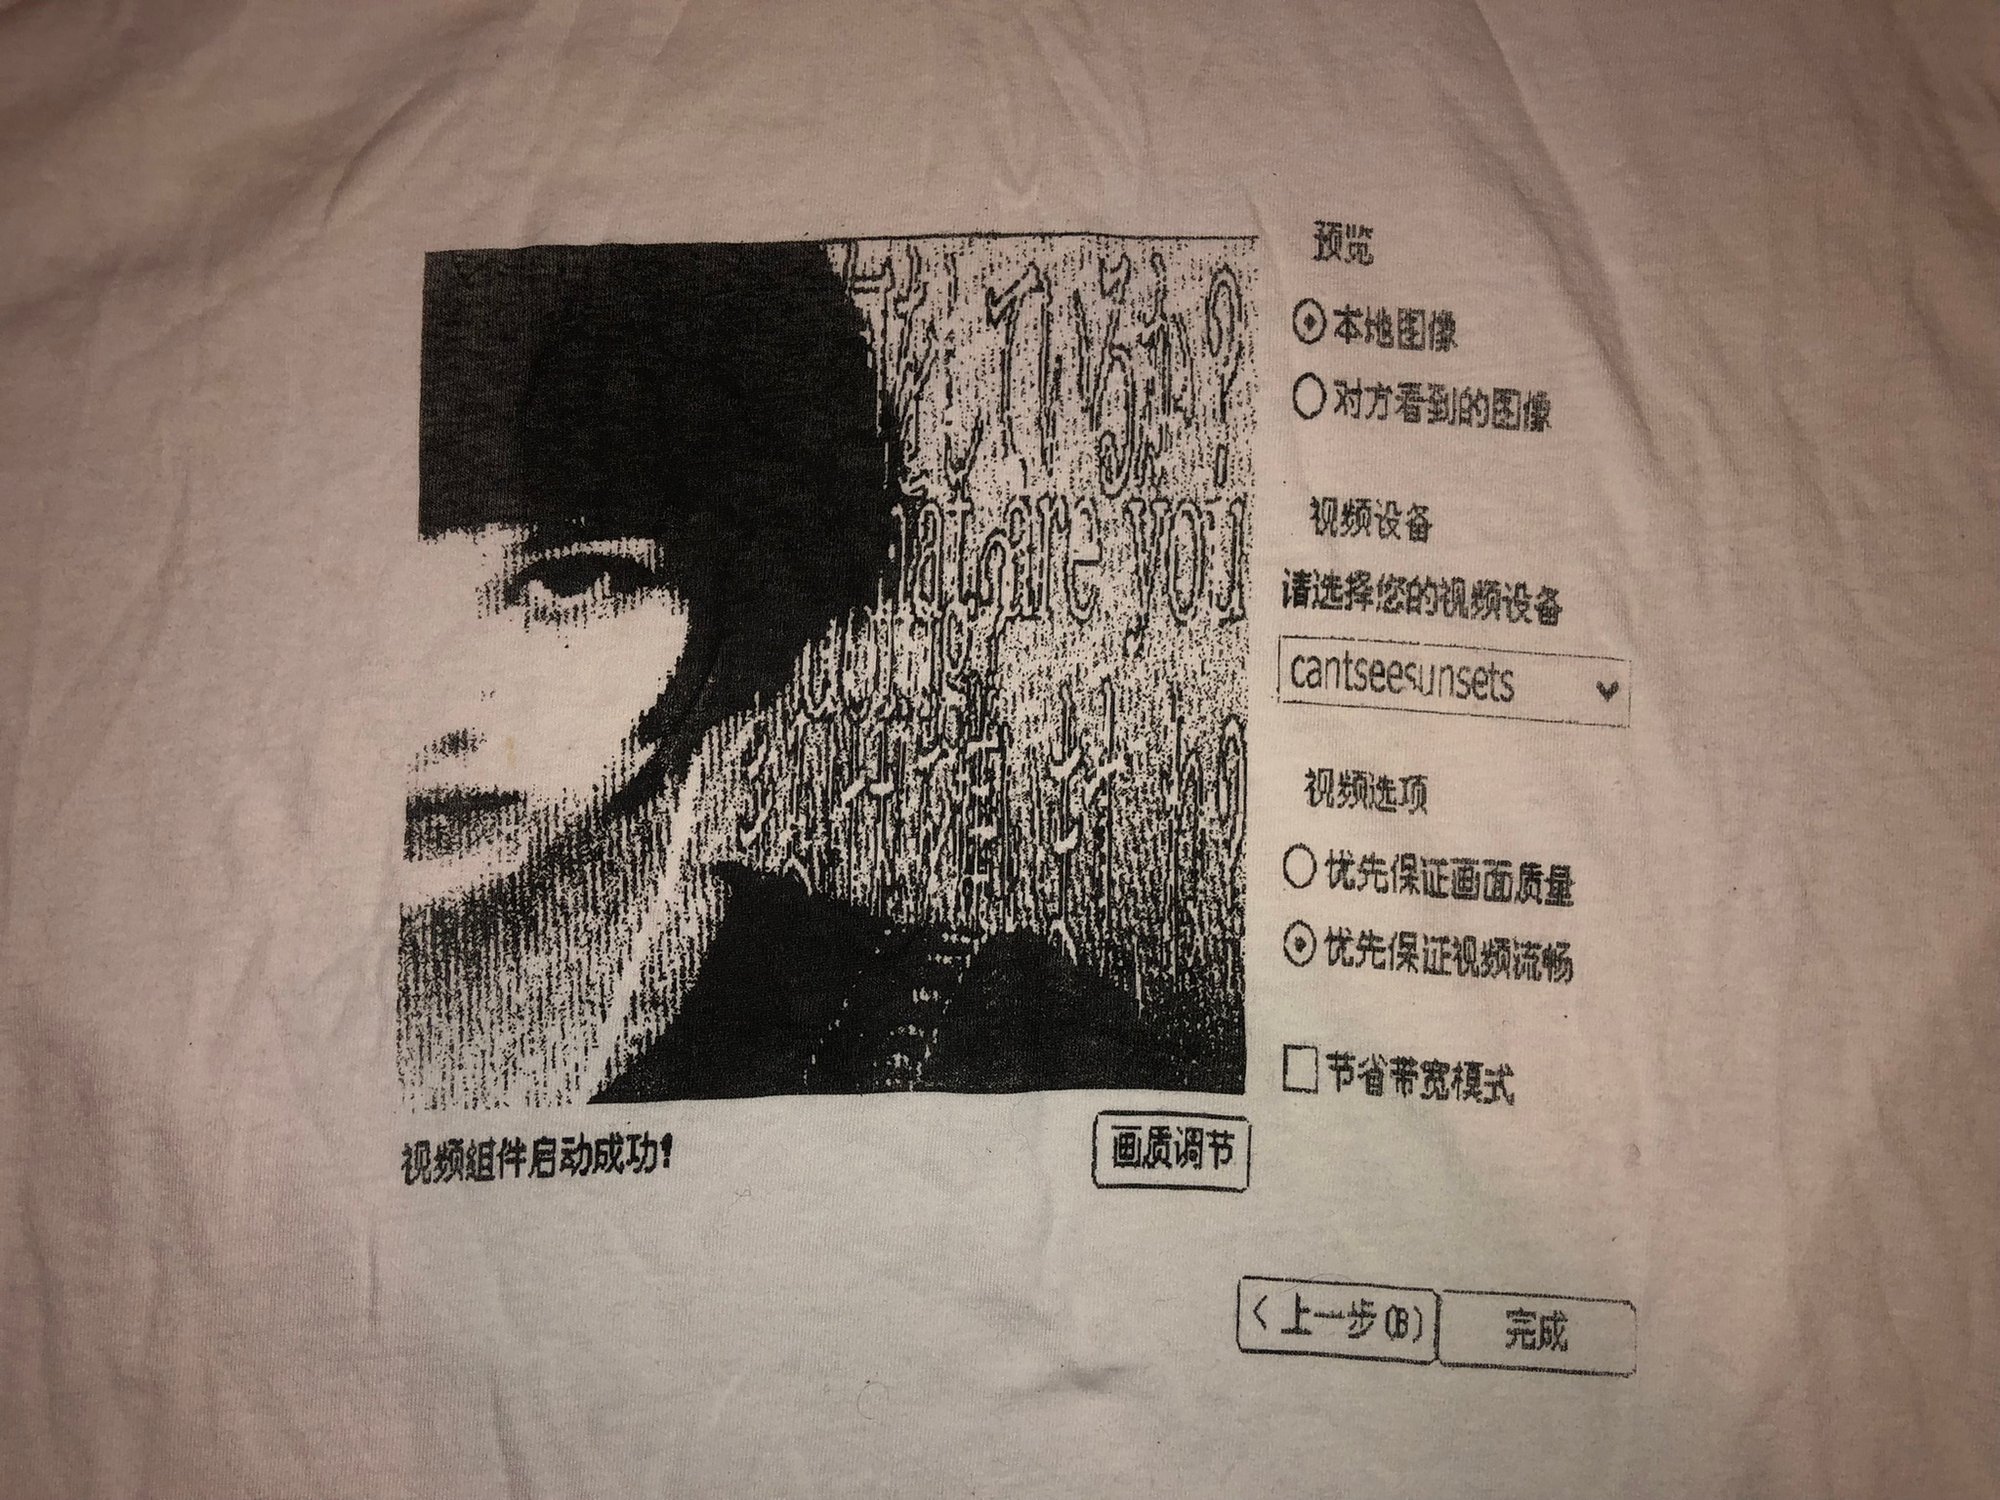 预览
本地图像
对方看到的图像
are you
视频设备
请选择您的视频设备
cantseesunsets
视频选项
优先保证画面质量
优先保证视频流畅
节省带宽模式
视频组件启动成功!
画质调节
< 上一步(B)
完成